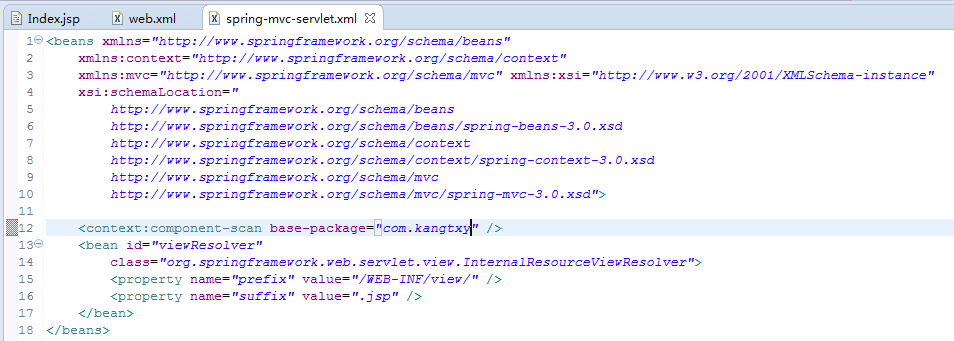 Index.jsp web.xml spring-mvc-servlet.xml
1 <beans xmlns="http://www.springframework.org/schema/beans"
2 xmlns:context="http://www.springframework.org/schema/context"
3 xmlns:mvc="http://www.springframework.org/schema/mvc" xmlns:xsi="http://www.w3.org/2001/XMLSchema-instance"
4 xsi:schemaLocation="
5 http://www.springframework.org/schema/beans
6 http://www.springframework.org/schema/beans/spring-beans-3.0.xsd
7 http://www.springframework.org/schema/context
8 http://www.springframework.org/schema/context/spring-context-3.0.xsd
9 http://www.springframework.org/schema/mvc
10 http://www.springframework.org/schema/mvc/spring-mvc-3.0.xsd">
11
12 <context:component-scan base-package="com.kangtxy" />
13 <bean id="viewResolver"
14 class="org.springframework.web.servlet.view.InternalResourceViewResolver">
15 <property name="prefix" value="/WEB-INF/view/" />
16 <property name="suffix" value=".jsp" />
17 </bean>
18 </beans>